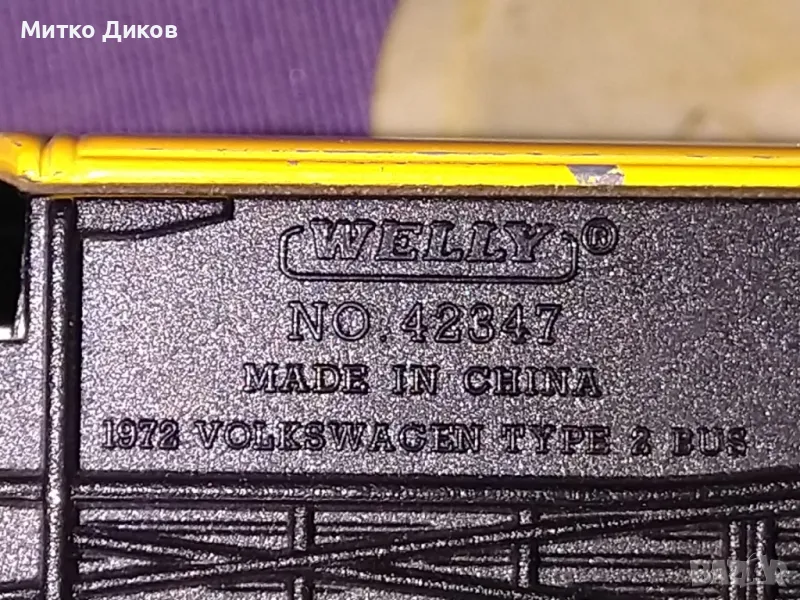 Митко Диков
WELLY®
NO. 42347
MADE IN CHINA
1972 VOLKSWAGEN TYPE 2 BUS